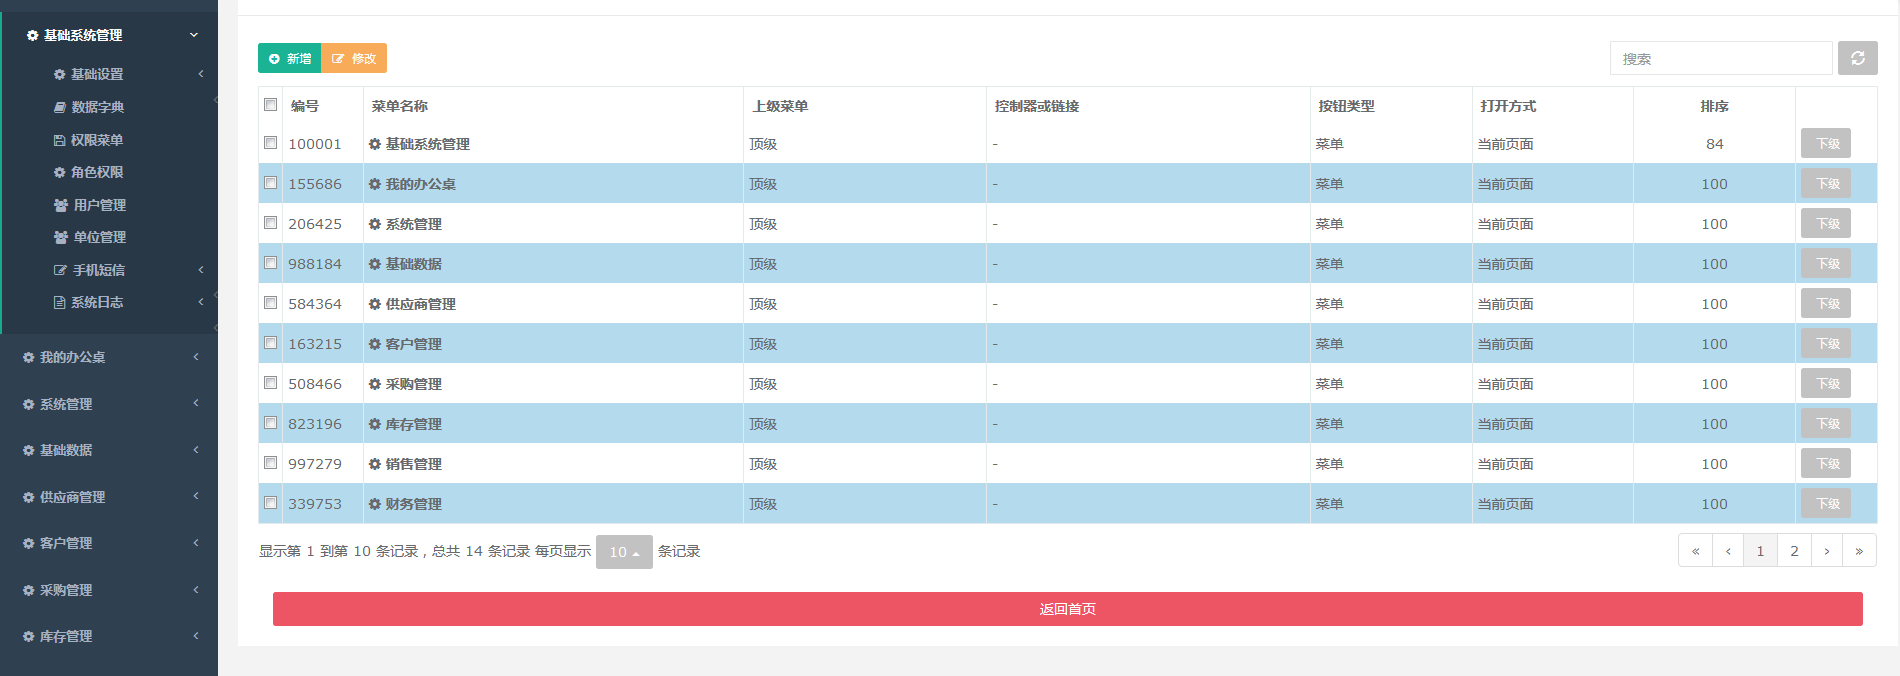 基础系统管理
基础设置
数据字典
权限菜单
角色权限
用户管理
单位管理
手机短信
系统日志
我的办公桌
系统管理
基础数据
供应商管理
客户管理
采购管理
库存管理
新增 修改 搜索
编号 菜单名称 上级菜单 控制器或链接 按钮类型 打开方式 排序
100001 基础系统管理 顶级 - 菜单 当前页面 84 下级
155686 我的办公桌 顶级 - 菜单 当前页面 100 下级
206425 系统管理 顶级 - 菜单 当前页面 100 下级
988184 基础数据 顶级 - 菜单 当前页面 100 下级
584364 供应商管理 顶级 - 菜单 当前页面 100 下级
163215 客户管理 顶级 - 菜单 当前页面 100 下级
508466 采购管理 顶级 - 菜单 当前页面 100 下级
823196 库存管理 顶级 - 菜单 当前页面 100 下级
997279 销售管理 顶级 - 菜单 当前页面 100 下级
339753 财务管理 顶级 - 菜单 当前页面 100 下级
显示第 1 到第 10 条记录，总共 14 条记录 每页显示 10 条记录 « ‹ 1 2 › »
返回首页